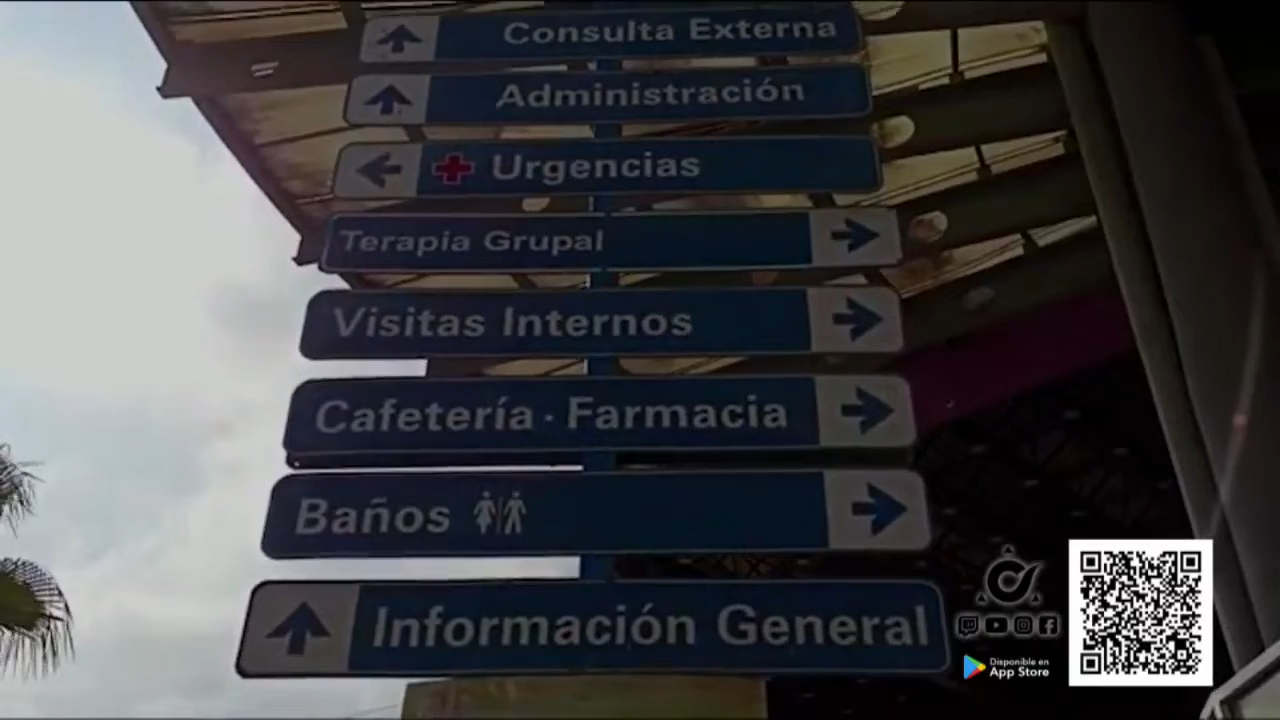 Consulta Externa
Administración
Urgencias
Terapia Grupal
Visitas Internos
Cafetería · Farmacia
Baños
Información General
Disponible en
App Store